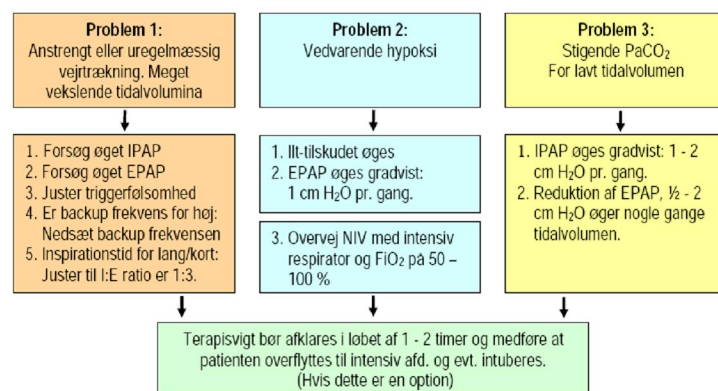 Problem 1:
Anstrengt eller uregelmæssig
vejrtrækning. Meget
vekslende tidalvolumina
Problem 2:
Vedvarende hypoksi
Problem 3:
Stigende PaCO₂
For lavt tidalvolumen
1. Forsøg øget IPAP
2. Forsøg øget EPAP
3. Juster triggerfølsomhed
4. Er backup frekvens for høj:
Nedsæt backup frekvensen
5. Inspirationstid for lang/kort:
Juster til I:E ratio er 1:3.
1. Ilt-tilskudet øges
2. EPAP øges gradvist:
1 cm H₂O pr. gang.
3. Overvej NIV med intensiv
respirator og FiO₂ på 50 –
100 %
1. IPAP øges gradvist: 1 - 2
cm H₂O pr. gang.
2. Reduktion af EPAP, ½ - 2
cm H₂O øger nogle gange
tidalvolumen.
Terapisvigt bør afklares i løbet af 1 - 2 timer og medføre at
patienten overflyttes til intensiv afd. og evt. intuberes.
(Hvis dette er en option)